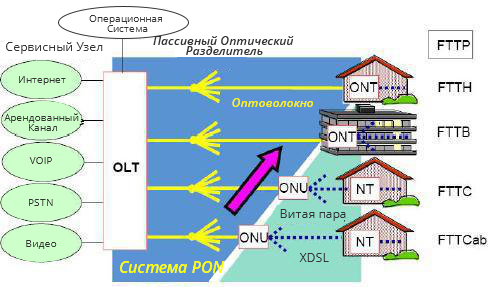 Операционная
Система
Сервисный Узел
Пассивный Оптический
Разделитель
FTTP
Интернет
ONT
FTTH
Оптоволокно
Арендованный
Канал
ONT
FTTB
VOIP
OLT
ONU
NT
FTTC
PSTN
Витая пара
Видео
ONU
NT
FTTCab
XDSL
Система PON